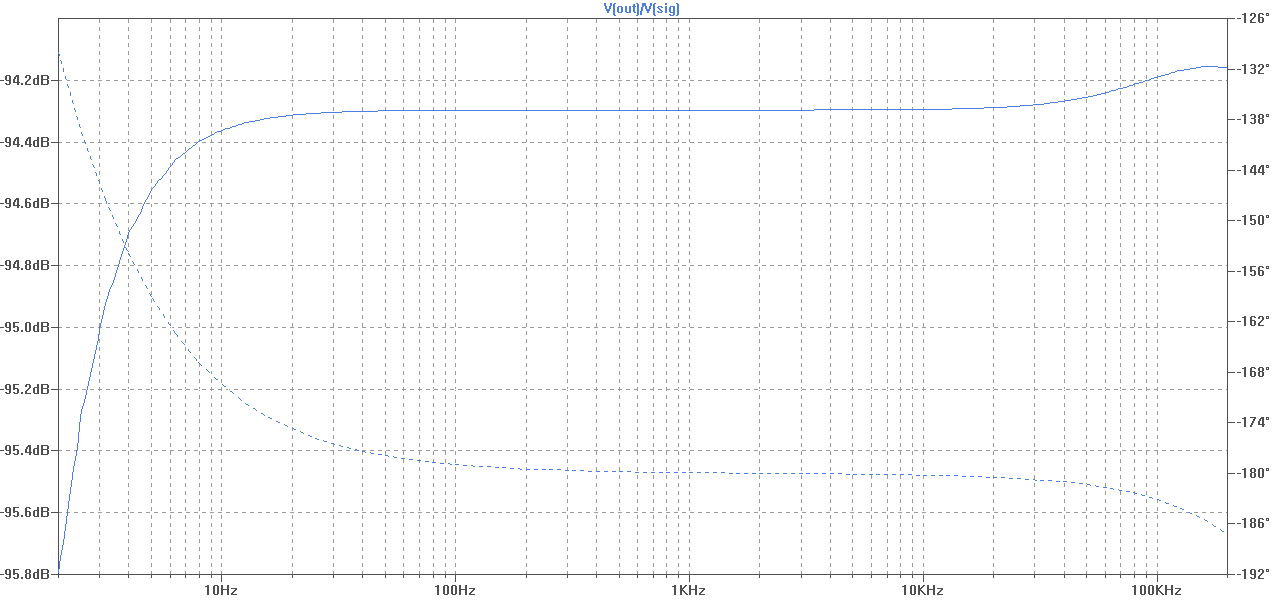 V(out)/V(sig)
-126°
-94.2dB
-132°
-138°
-94.4dB
-144°
-94.6dB
-150°
-94.8dB
-156°
-95.0dB
-162°
-95.2dB
-168°
-174°
-95.4dB
-180°
-95.6dB
-186°
-95.8dB
-192°
10Hz
100Hz
1KHz
10KHz
100KHz